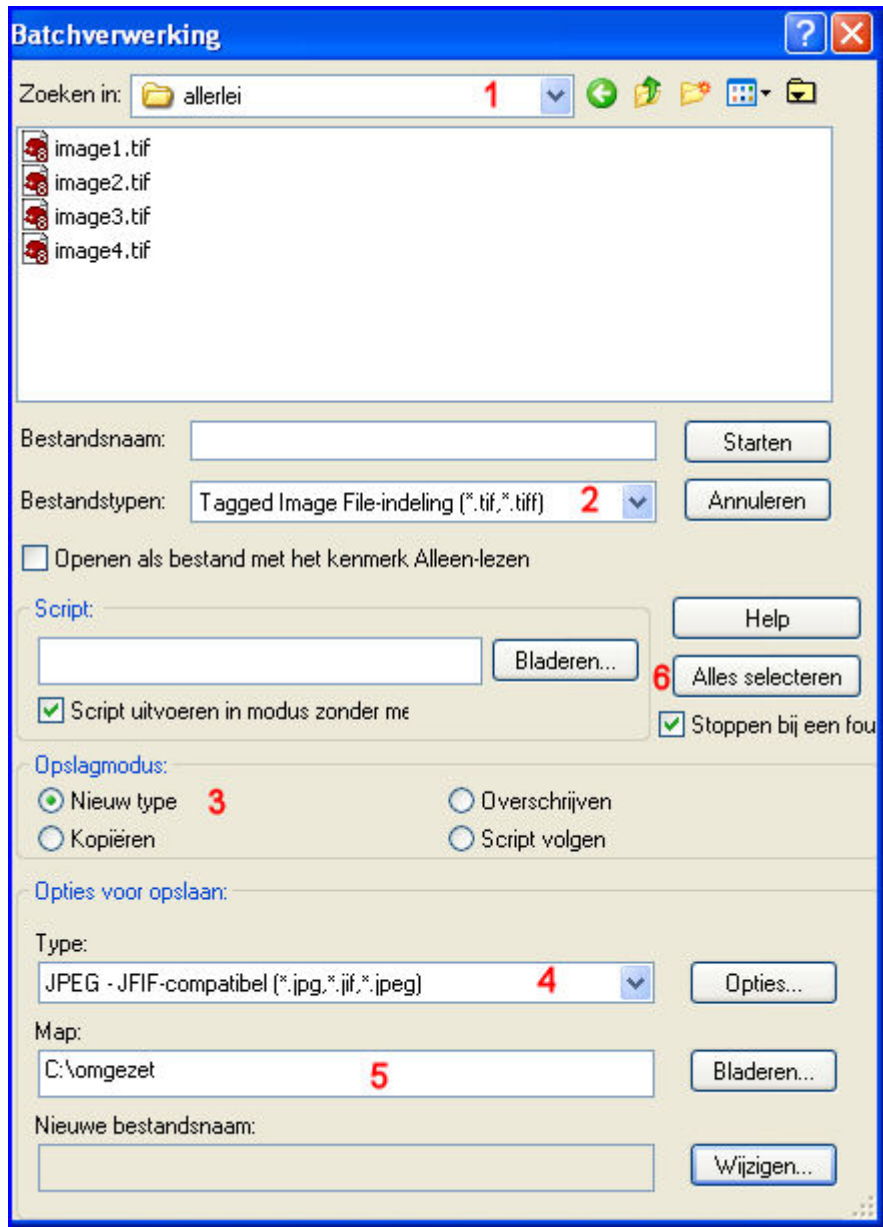 Batchverwerking
Zoeken in: allerlei 1
image1.tif
image2.tif
image3.tif
image4.tif
Bestandsnaam: Starten
Bestandstypen: Tagged Image File-indeling (*.tif,*.tiff) 2 Annuleren
Openen als bestand met het kenmerk Alleen-lezen
Script: Help
Bladeren... 6 Alles selecteren
Script uitvoeren in modus zonder me Stoppen bij een fou
Opslagmodus:
Nieuw type 3 Overschrijven
Kopiëren Script volgen
Opties voor opslaan:
Type:
JPEG - JFIF-compatibel (*.jpg,*.jif,*.jpeg) 4 Opties...
Map:
C:\omgezet 5 Bladeren...
Nieuwe bestandsnaam:
Wijzigen...